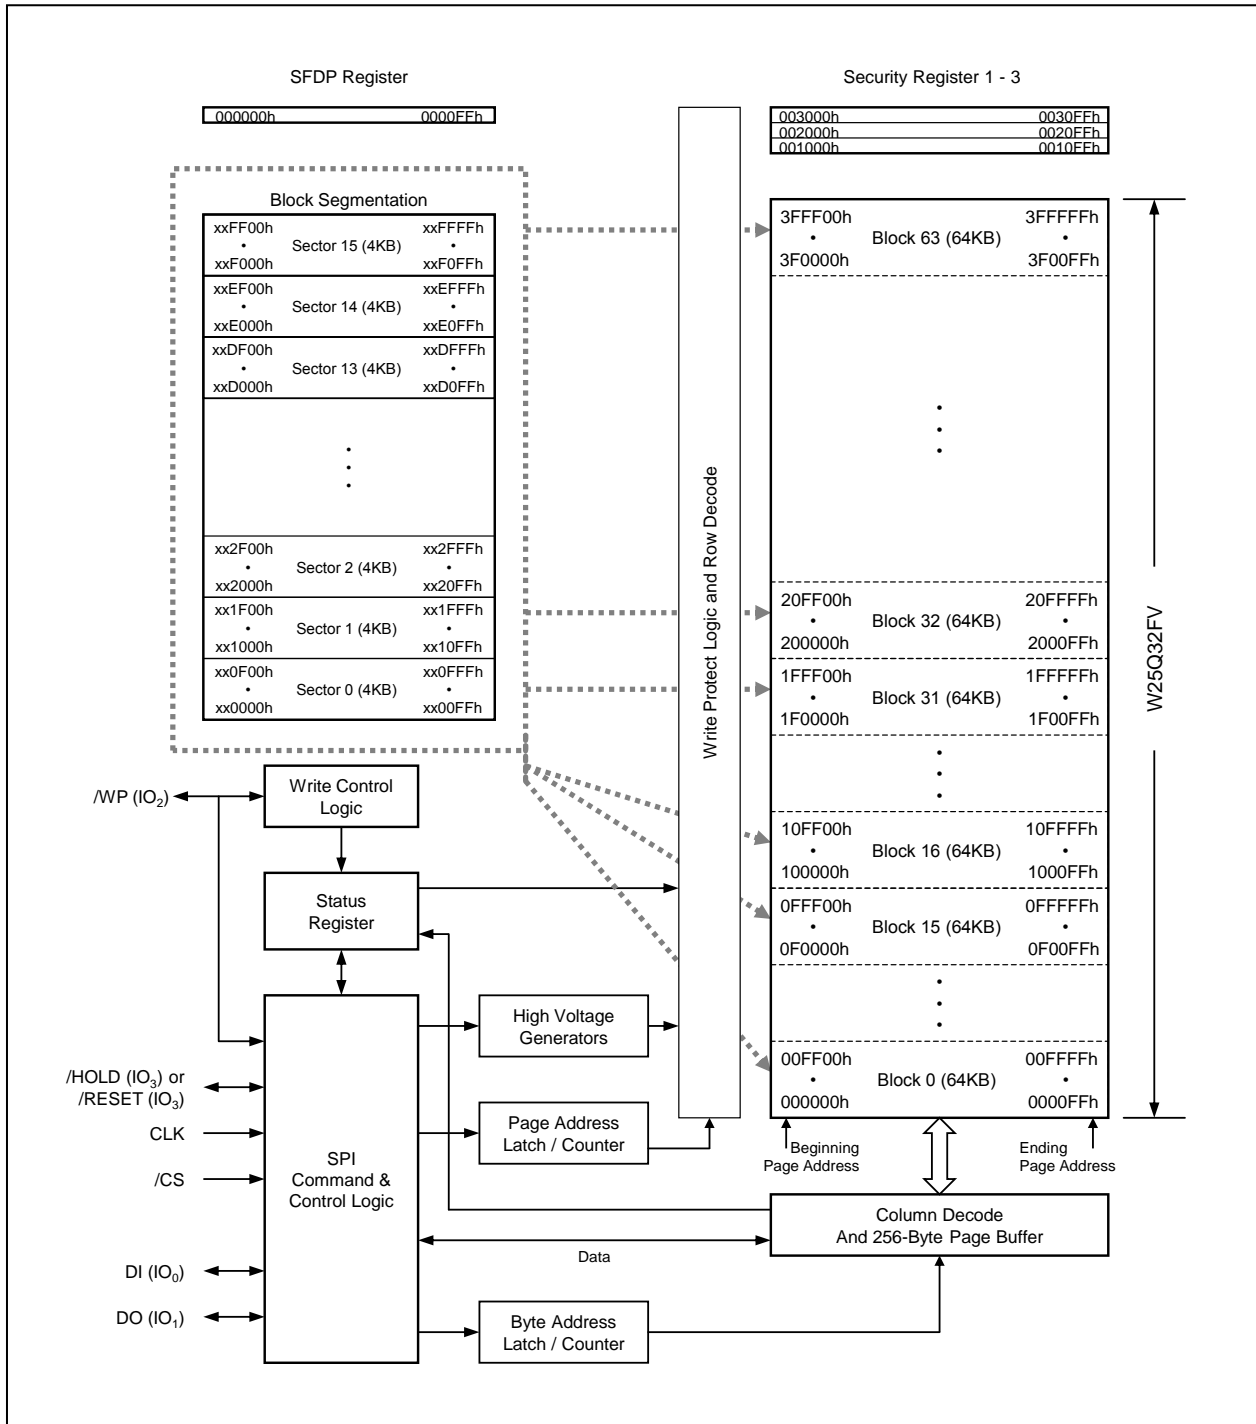 SFDP Register
000000h 0000FFh
Security Register 1 - 3
003000h 0030FFh
002000h 0020FFh
001000h 0010FFh
Block Segmentation
xxFF00h xxFFFFh
• Sector 15 (4KB) •
xxF000h xxF0FFh
xxEF00h xxEFFFh
• Sector 14 (4KB) •
xxE000h xxE0FFh
xxDF00h xxDFFFh
• Sector 13 (4KB) •
xxD000h xxD0FFh
xx2F00h xx2FFFh
• Sector 2 (4KB) •
xx2000h xx20FFh
xx1F00h xx1FFFh
• Sector 1 (4KB) •
xx1000h xx10FFh
xx0F00h xx0FFFh
• Sector 0 (4KB) •
xx0000h xx00FFh
Write Protect Logic and Row Decode
3FFF00h 3FFFFFh
• Block 63 (64KB) •
3F0000h 3F00FFh
20FF00h 20FFFFh
• Block 32 (64KB) •
200000h 2000FFh
1FFF00h 1FFFFFh
• Block 31 (64KB) •
1F0000h 1F00FFh
10FF00h 10FFFFh
• Block 16 (64KB) •
100000h 1000FFh
0FFF00h 0FFFFFh
• Block 15 (64KB) •
0F0000h 0F00FFh
00FF00h 00FFFFh
• Block 0 (64KB) •
000000h 0000FFh
W25Q32FV
Beginning
Page Address
Ending
Page Address
/WP (IO2)
Write Control
Logic
Status
Register
High Voltage
Generators
/HOLD (IO3) or
/RESET (IO3)
CLK
/CS
Page Address
Latch / Counter
SPI
Command &
Control Logic
Column Decode
And 256-Byte Page Buffer
Data
DI (IO0)
DO (IO1)
Byte Address
Latch / Counter